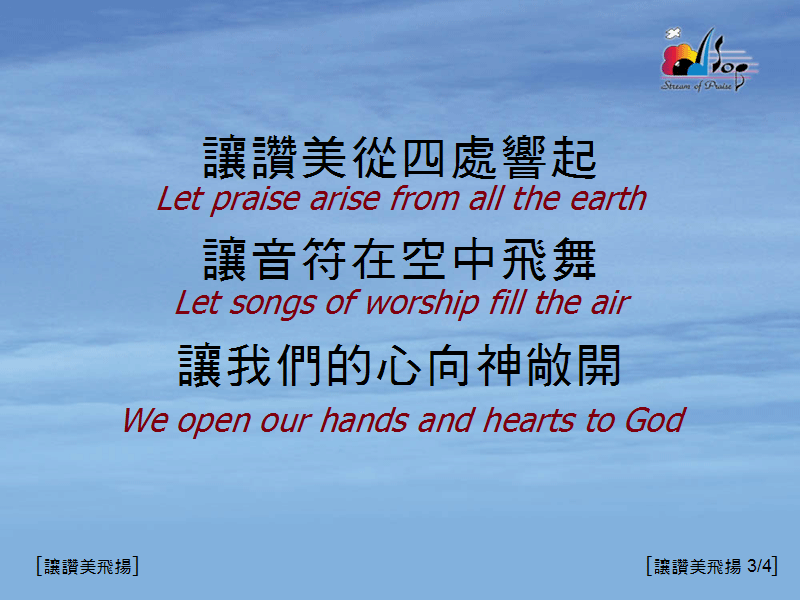 SOP
Stream of Praise
讓讚美從四處響起
Let praise arise from all the earth
讓音符在空中飛舞
Let songs of worship fill the air
讓我們的心向神敞開
We open our hands and hearts to God
[讓讚美飛揚]
[讓讚美飛揚 3/4]